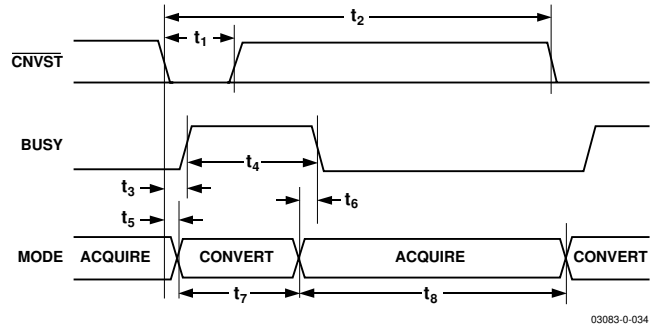 t2
t1
CNVST
BUSY
t4
t3
t6
t5
MODE ACQUIRE CONVERT ACQUIRE CONVERT
t7 t8
03083-0-034